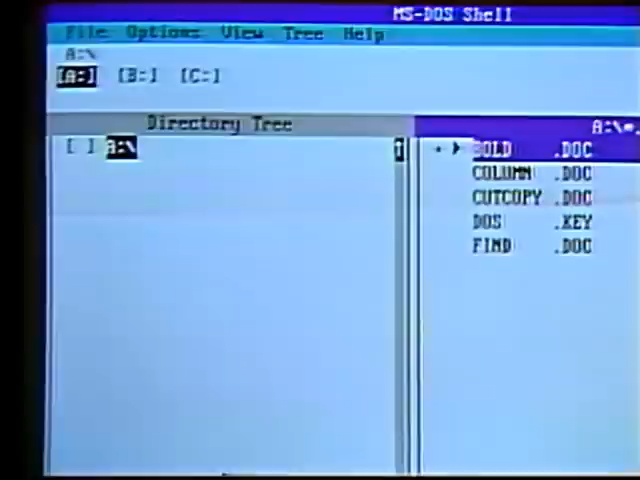 MS-DOS Shell
File Options View Tree Help
A:\
[A:] [B:] [C:]
Directory Tree
A:\*.
[ ] A:\
BOLD .DOC
COLUMN .DOC
CUTCOPY .DOC
DOS .KEY
FIND .DOC